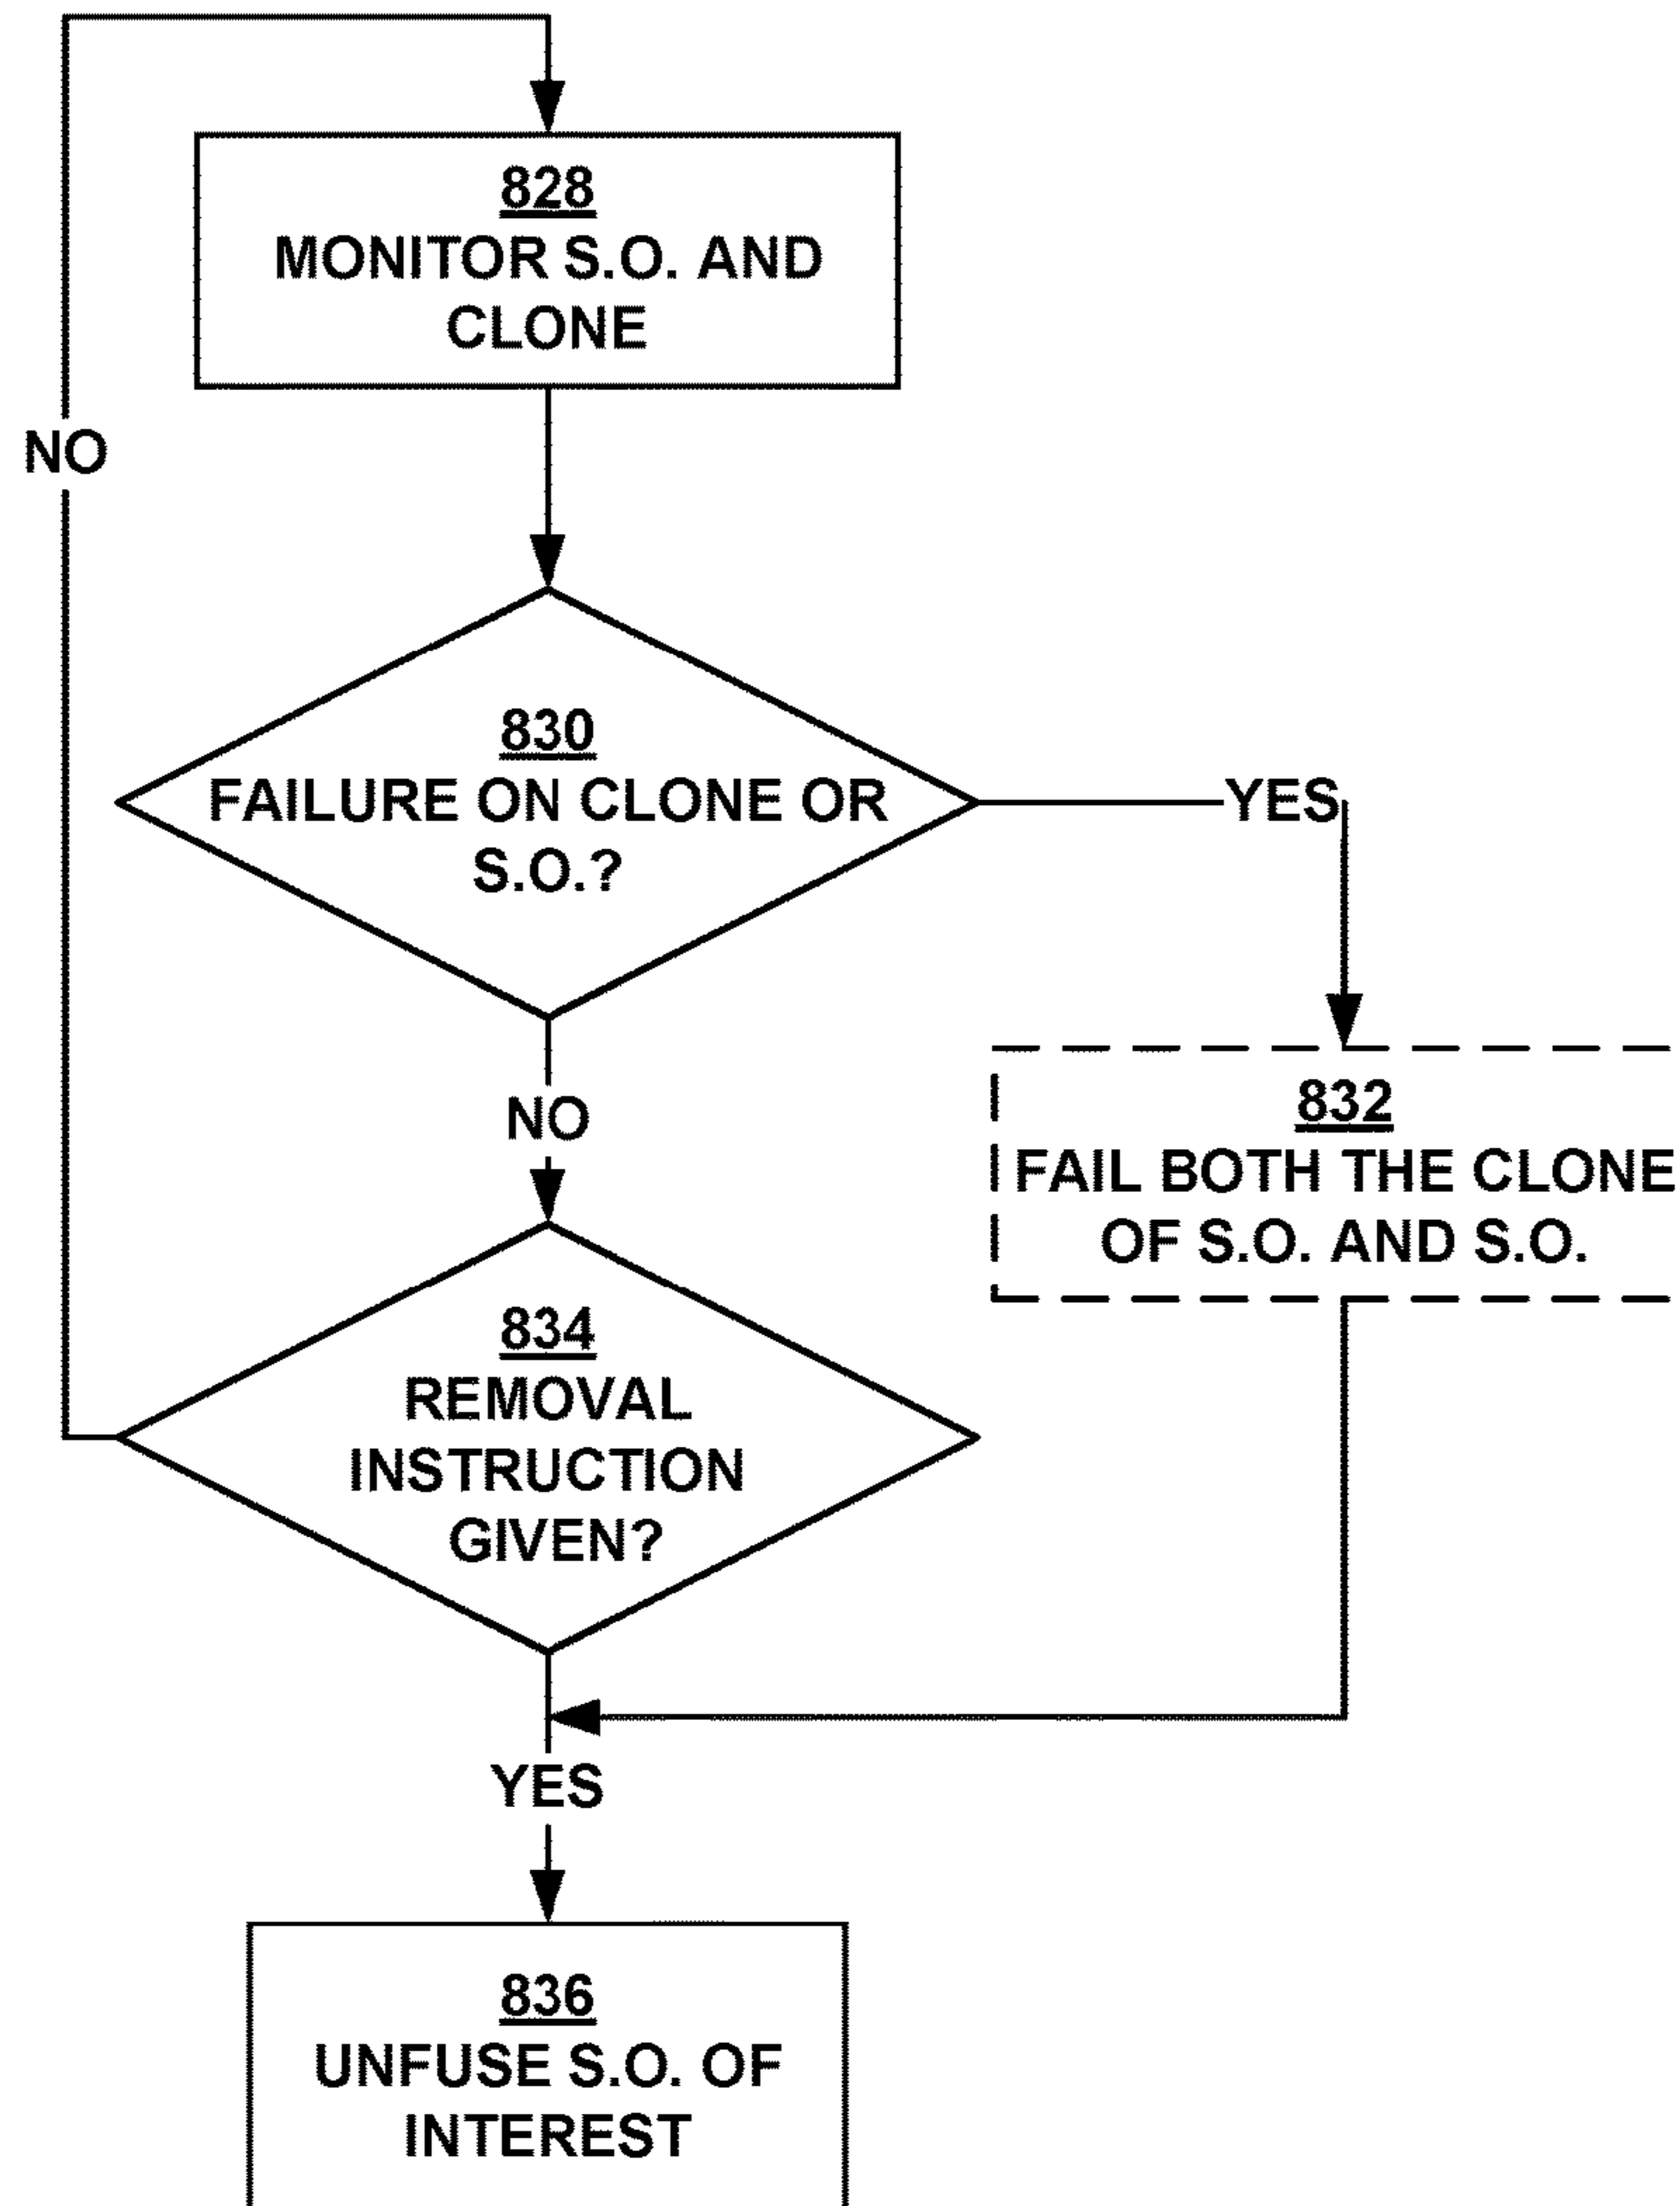 828
MONITOR S.O. AND
CLONE
NO
830
FAILURE ON CLONE OR
S.O.?
YES
NO
832
FAIL BOTH THE CLONE
OF S.O. AND S.O.
834
REMOVAL
INSTRUCTION
GIVEN?
YES
836
UNFUSE S.O. OF
INTEREST